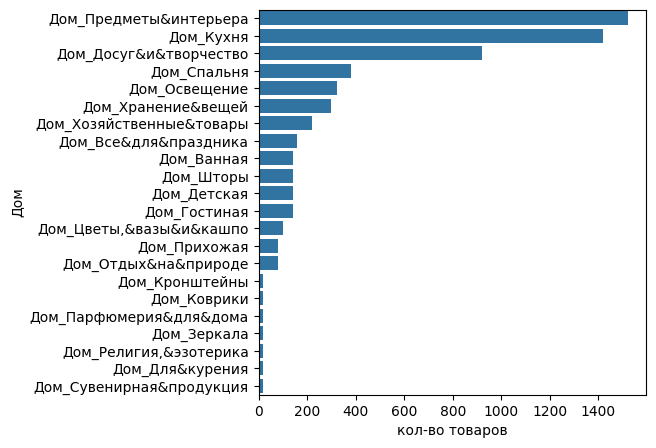 Дом_Предметы&интерьера
Дом_Кухня
Дом_Досуг&и&творчество
Дом_Спальня
Дом_Освещение
Дом_Хранение&вещей
Дом_Хозяйственные&товары
Дом_Все&для&праздника
Дом_Ванная
Дом_Шторы
Дом_Детская
Дом_Гостиная
Дом_Цветы,&вазы&и&кашпо
Дом_Прихожая
Дом_Отдых&на&природе
Дом_Кронштейны
Дом_Коврики
Дом_Парфюмерия&для&дома
Дом_Зеркала
Дом_Религия,&эзотерика
Дом_Для&курения
Дом_Сувенирная&продукция
Дом
0 200 400 600 800 1000 1200 1400
кол-во товаров